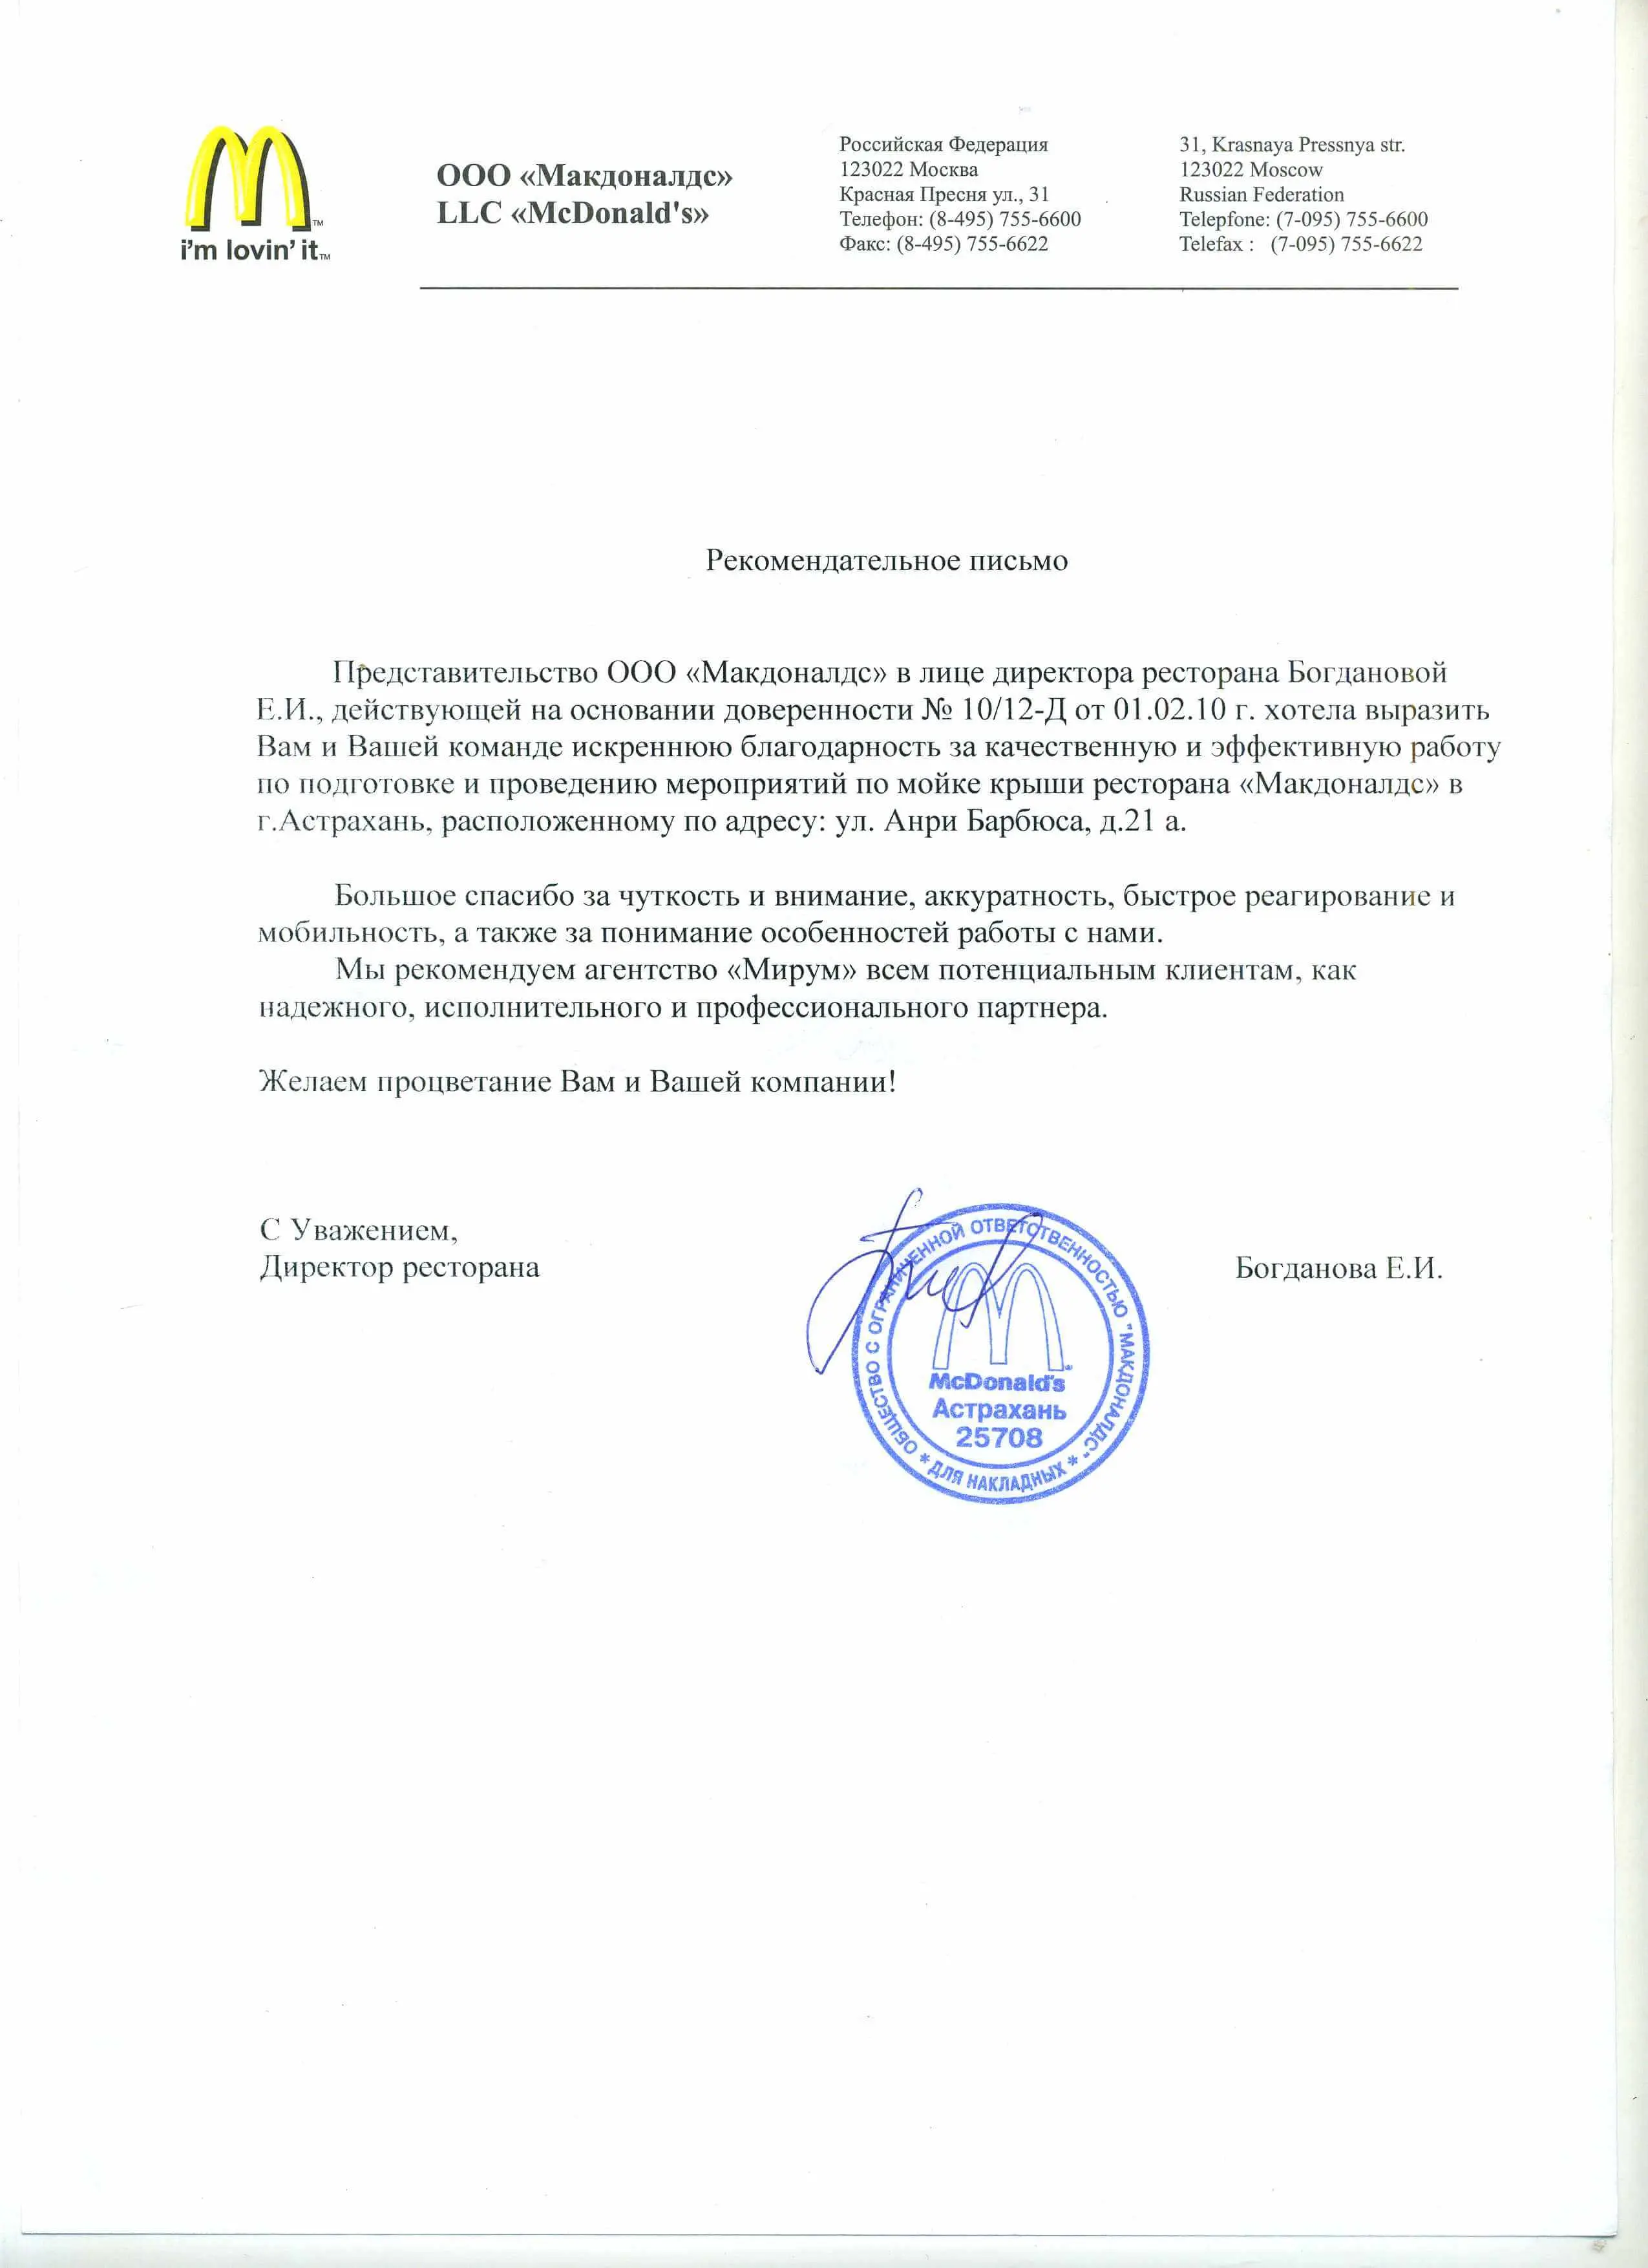 i'm lovin' it™
ООО «Макдоналдс»
LLC «McDonald's»
Российская Федерация
123022 Москва
Красная Пресня ул., 31
Телефон: (8-495) 755-6600
Факс: (8-495) 755-6622
31, Krasnaya Pressnya str.
123022 Moscow
Russian Federation
Telepfone: (7-095) 755-6600
Telefax : (7-095) 755-6622
Рекомендательное письмо
Представительство ООО «Макдоналдс» в лице директора ресторана Богдановой
Е.И., действующей на основании доверенности № 10/12-Д от 01.02.10 г. хотела выразить
Вам и Вашей команде искреннюю благодарность за качественную и эффективную работу
по подготовке и проведению мероприятий по мойке крыши ресторана «Макдоналдс» в
г.Астрахань, расположенному по адресу: ул. Анри Барбюса, д.21 а.
Большое спасибо за чуткость и внимание, аккуратность, быстрое реагирование и
мобильность, а также за понимание особенностей работы с нами.
Мы рекомендуем агентство «Мирум» всем потенциальным клиентам, как
надежного, исполнительного и профессионального партнера.
Желаем процветание Вам и Вашей компании!
С Уважением,
Директор ресторана
Богданова Е.И.
ОБЩЕСТВО С ОГРАНИЧЕННОЙ ОТВЕТСТВЕННОСТЬЮ "МАКДОНАЛДС"
McDonald's
Астрахань
25708
* ДЛЯ НАКЛАДНЫХ *